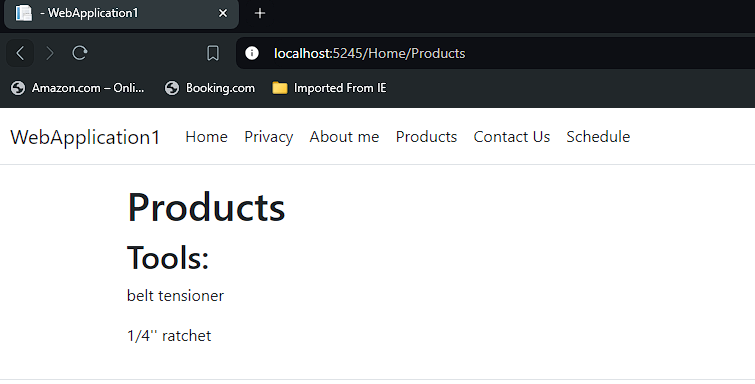 - WebApplication1
localhost:5245/Home/Products
Amazon.com – Onli... Booking.com Imported From IE
WebApplication1 Home Privacy About me Products Contact Us Schedule
Products
Tools:
belt tensioner
1/4'' ratchet